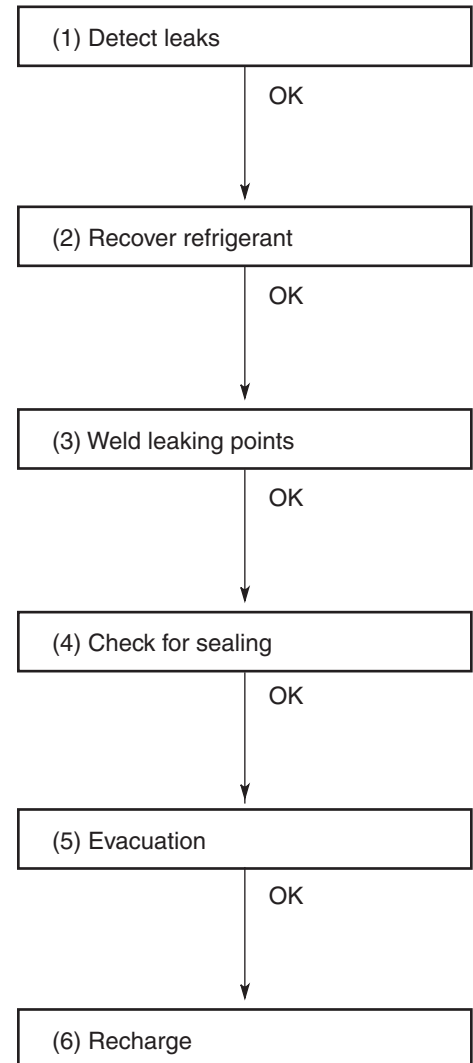 (1) Detect leaks
OK
(2) Recover refrigerant
OK
(3) Weld leaking points
OK
(4) Check for sealing
OK
(5) Evacuation
OK
(6) Recharge